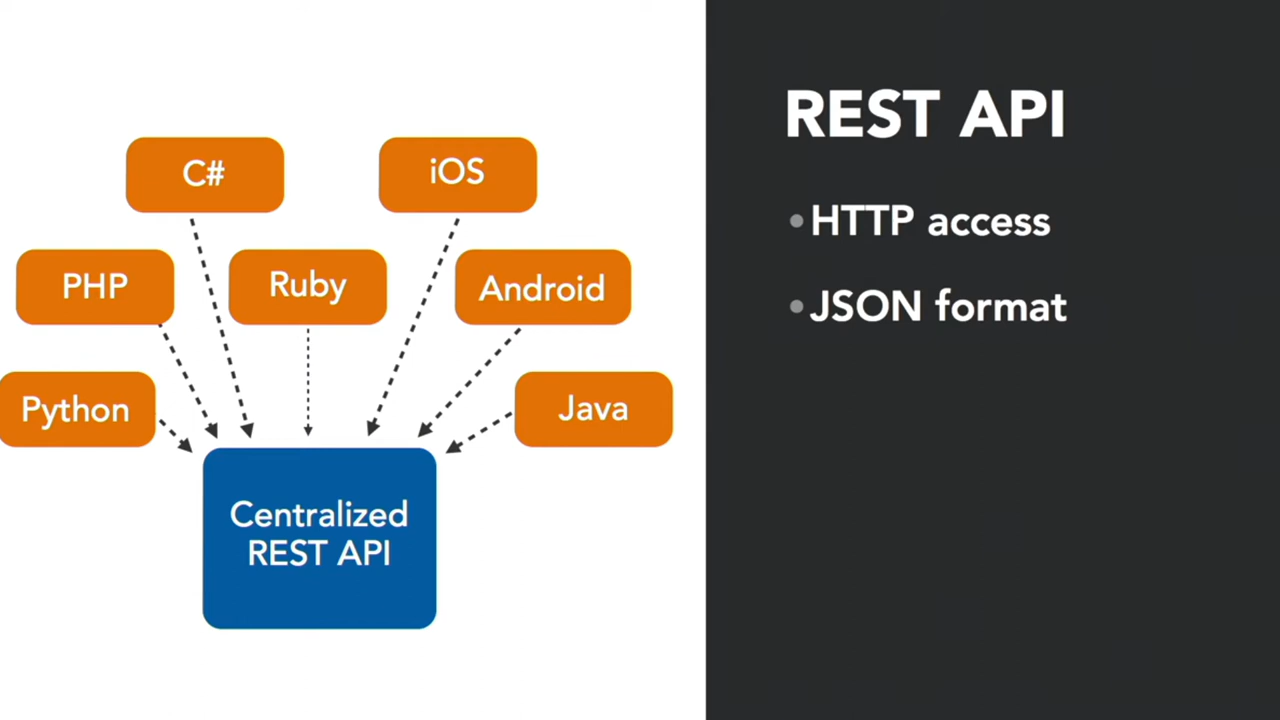 C#
iOS
PHP
Ruby
Android
Python
Java
Centralized
REST API
REST API
•HTTP access
•JSON format